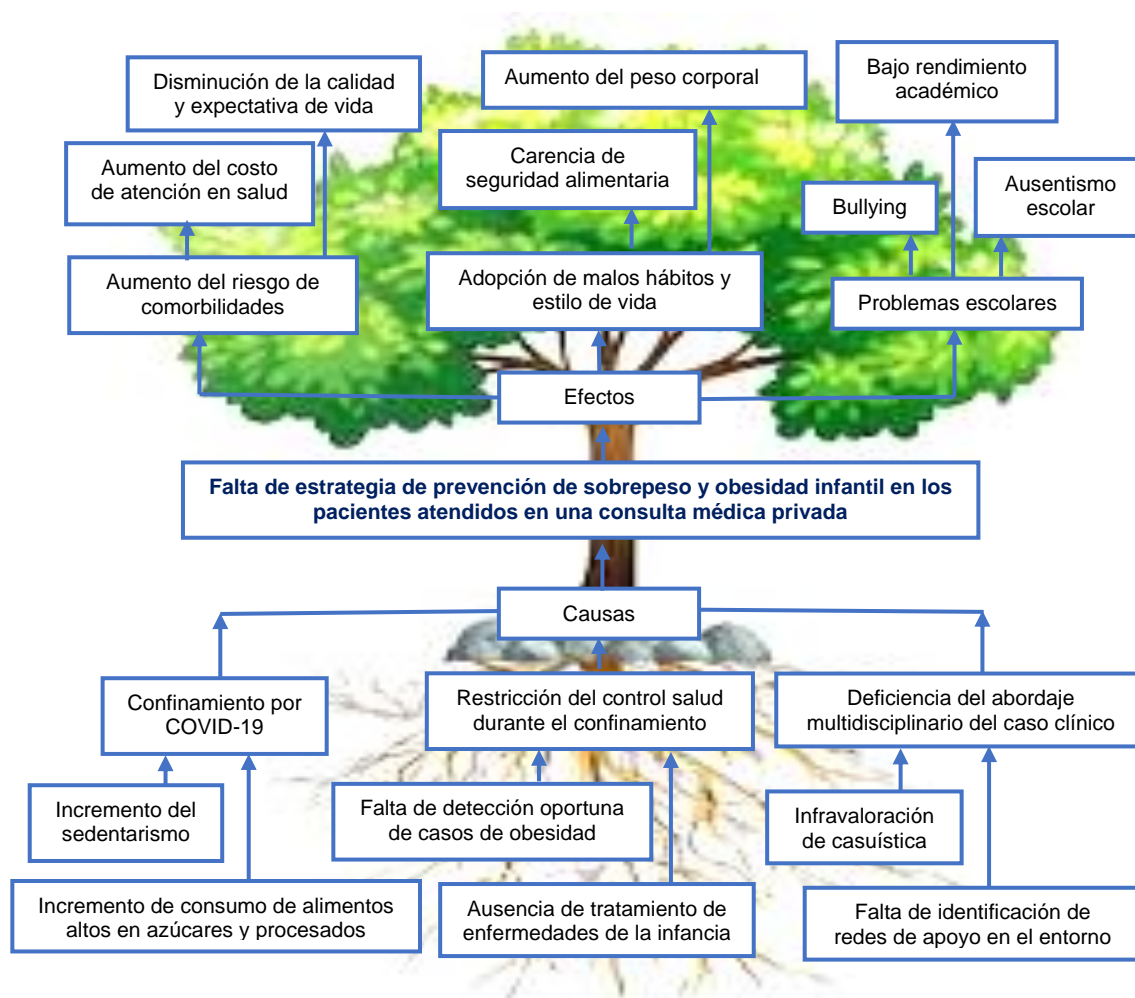 Disminución de la calidad
y expectativa de vida
Aumento del peso corporal
Bajo rendimiento
académico
Aumento del costo
de atención en salud
Carencia de
seguridad alimentaria
Bullying
Ausentismo
escolar
Aumento del riesgo de
comorbilidades
Adopción de malos hábitos y
estilo de vida
Problemas escolares
Efectos
Falta de estrategia de prevención de sobrepeso y obesidad infantil en los
pacientes atendidos en una consulta médica privada
Causas
Confinamiento por
COVID-19
Restricción del control salud
durante el confinamiento
Deficiencia del abordaje
multidisciplinario del caso clínico
Incremento del
sedentarismo
Falta de detección oportuna
de casos de obesidad
Infravaloración
de casuística
Incremento de consumo de alimentos
altos en azúcares y procesados
Ausencia de tratamiento de
enfermedades de la infancia
Falta de identificación de
redes de apoyo en el entorno